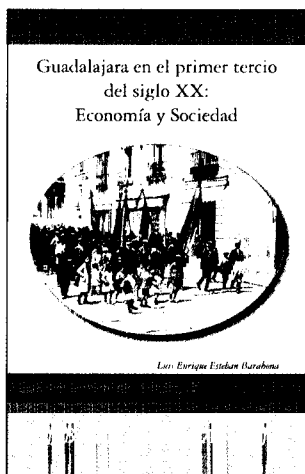 Guadalajara en el primer tercio
del siglo XX:
Economía y Sociedad
Luis Enrique Esteban Barahona